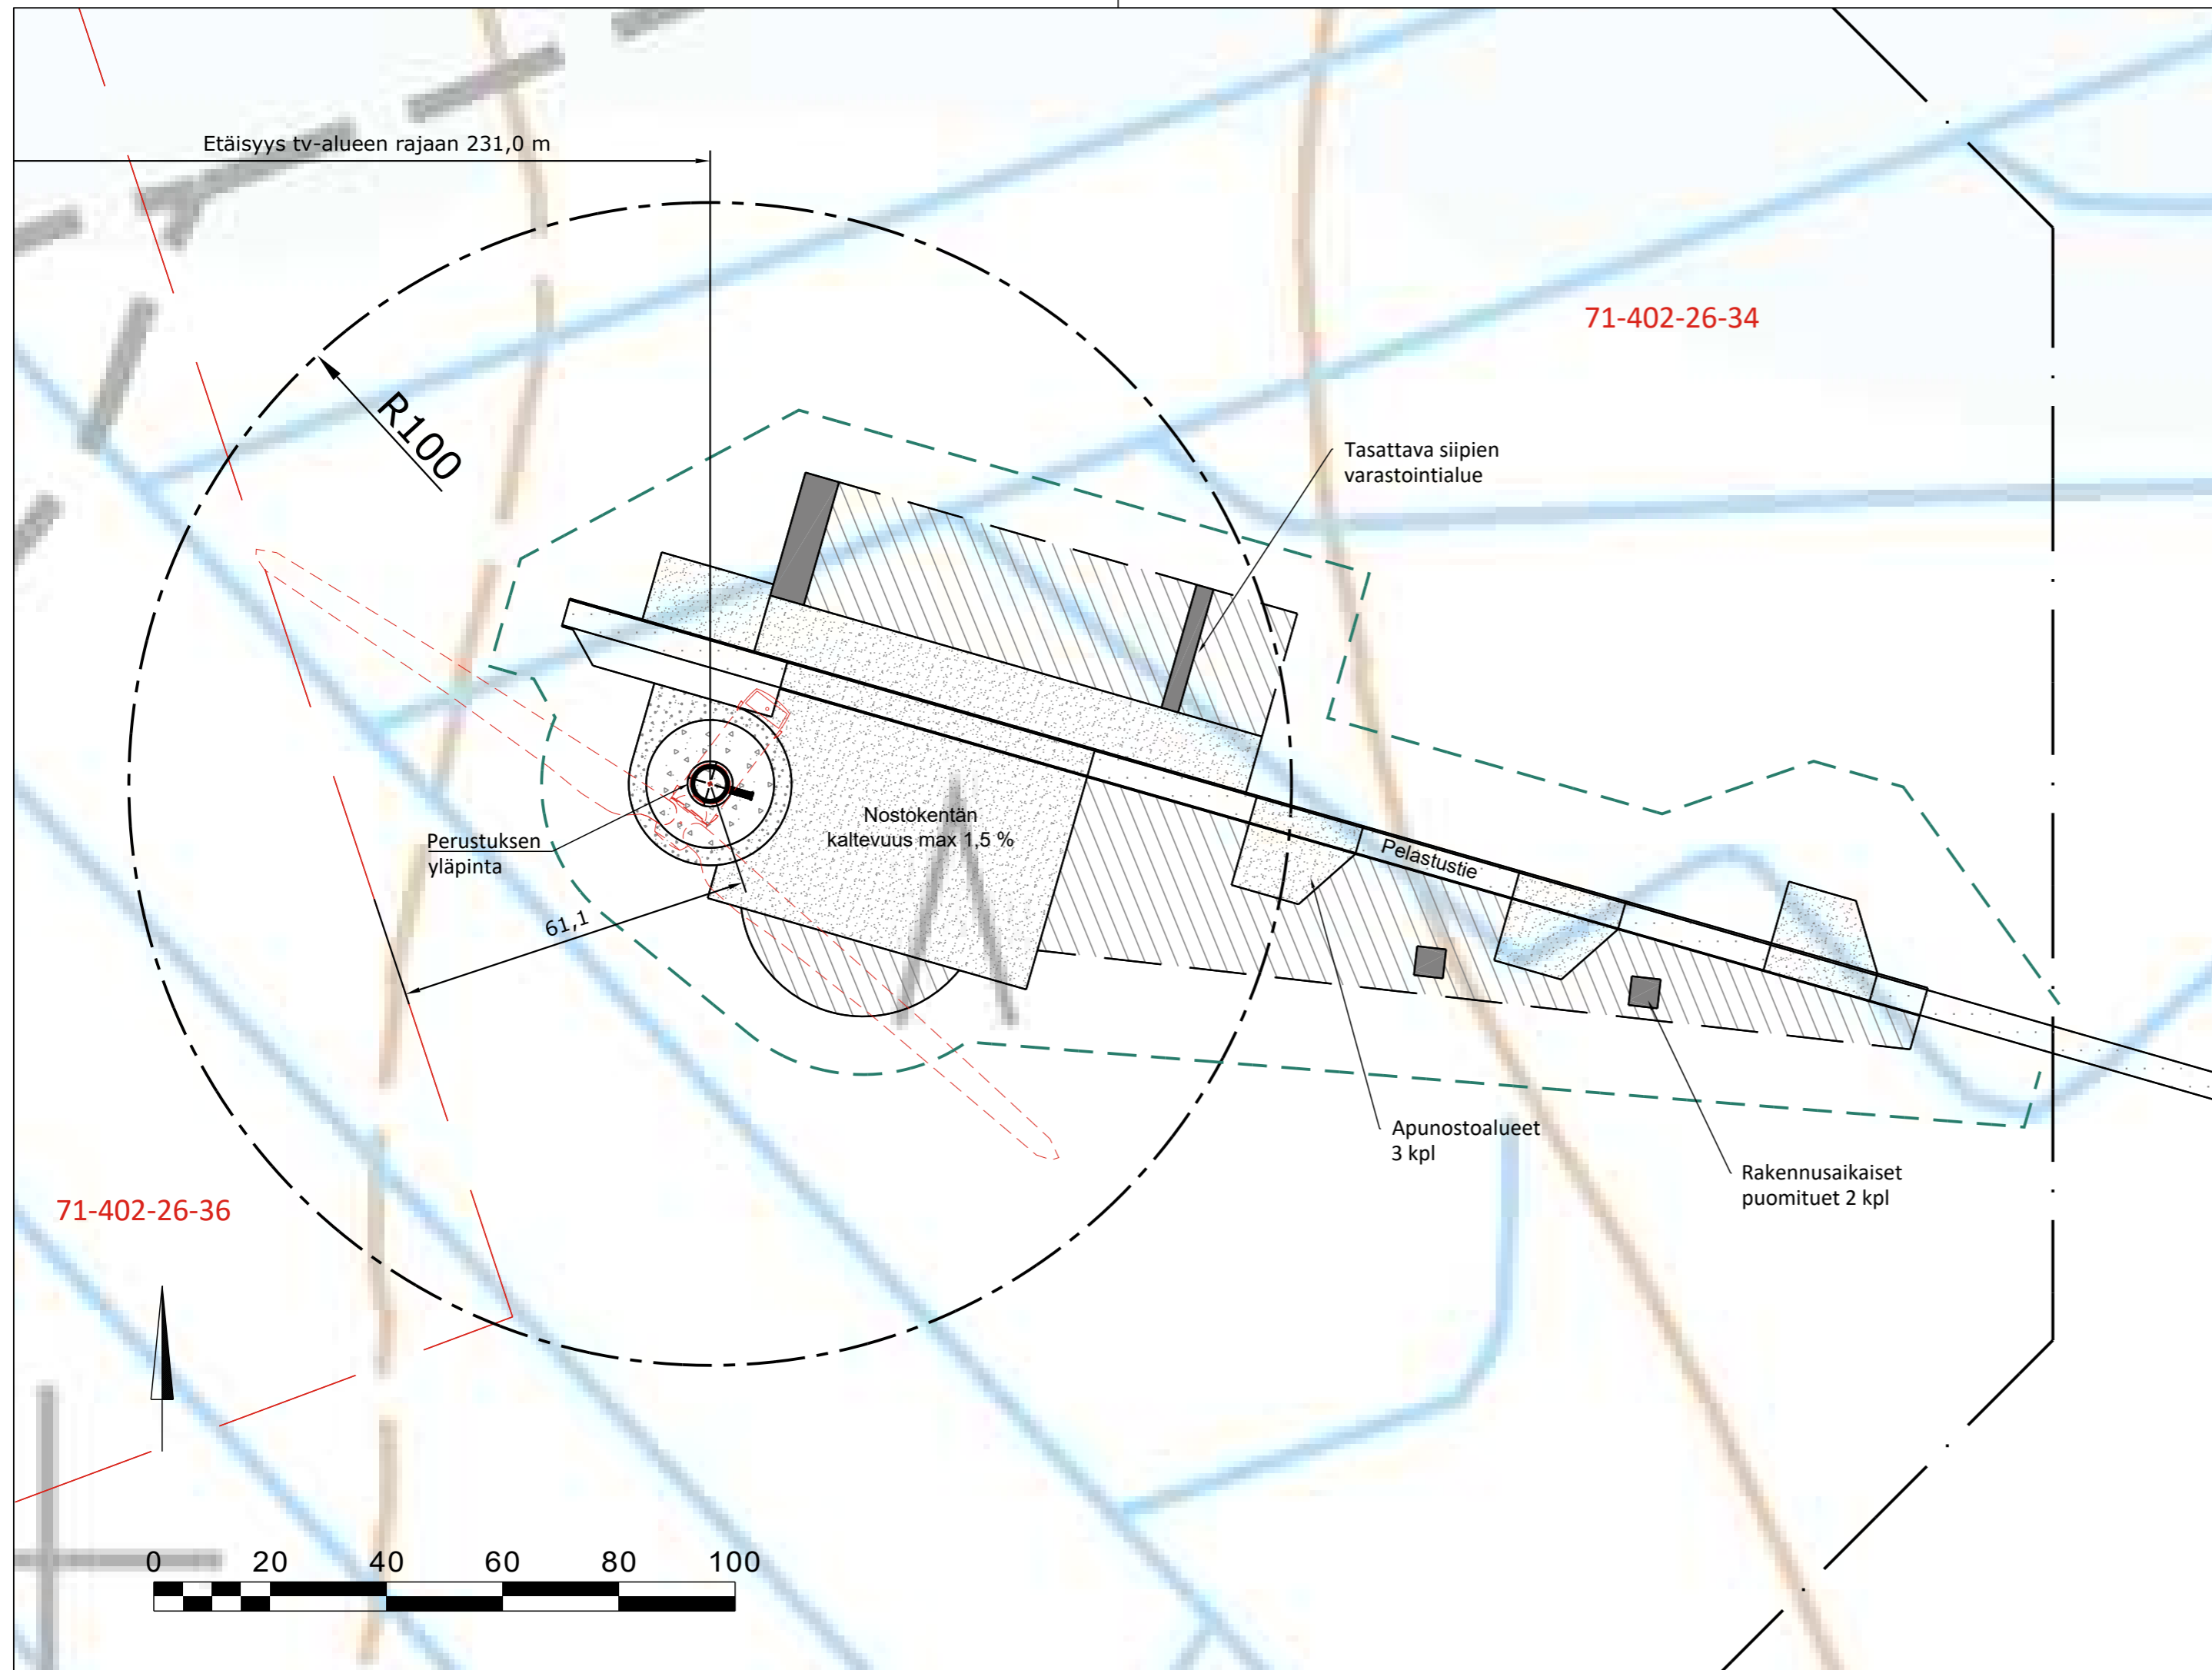 Etäisyys tv-alueen rajaan 231,0 m
71-402-26-34
R100
Tasattava siipien
varastointialue
Nostokentän
kaltevuus max 1,5 %
Perustuksen
yläpinta
Pelastustie
61,1
Apunostoalueet
3 kpl
Rakennusaikaiset
puomituet 2 kpl
71-402-26-36
0 20 40 60 80 100